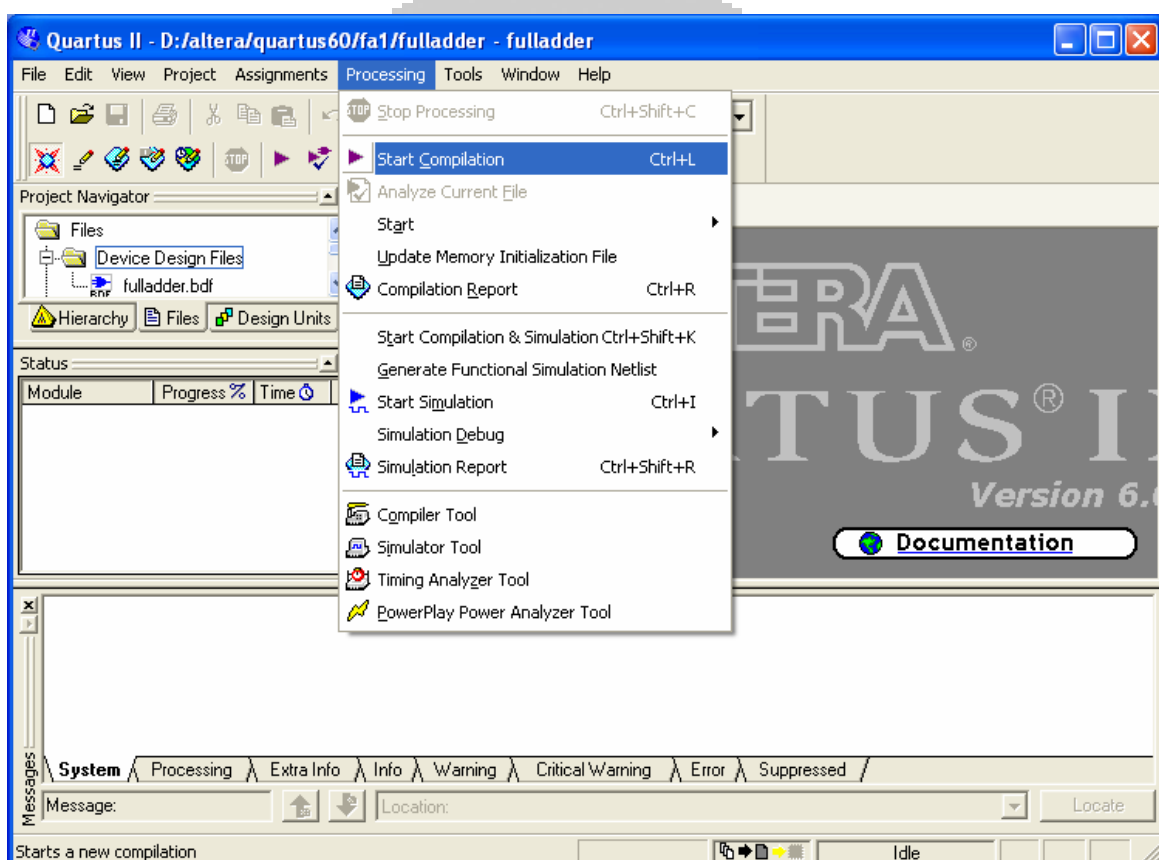 Quartus II - D:/altera/quartus60/fa1/fulladder - fulladder
File Edit View Project Assignments Processing Tools Window Help
Stop Processing Ctrl+Shift+C
Start Compilation Ctrl+L
Analyze Current File
Start
Update Memory Initialization File
Compilation Report Ctrl+R
Start Compilation & Simulation Ctrl+Shift+K
Generate Functional Simulation Netlist
Start Simulation Ctrl+I
Simulation Debug
Simulation Report Ctrl+Shift+R
Compiler Tool
Simulator Tool
Timing Analyzer Tool
PowerPlay Power Analyzer Tool
STOP
Project Navigator
Files
Device Design Files
fulladder.bdf
Hierarchy Files Design Units
Status
Module Progress % Time
ERA®
TUS® I
Version 6.
Documentation
Messages
System Processing Extra Info Info Warning Critical Warning Error Suppressed
Message: Location: Locate
Starts a new compilation Idle